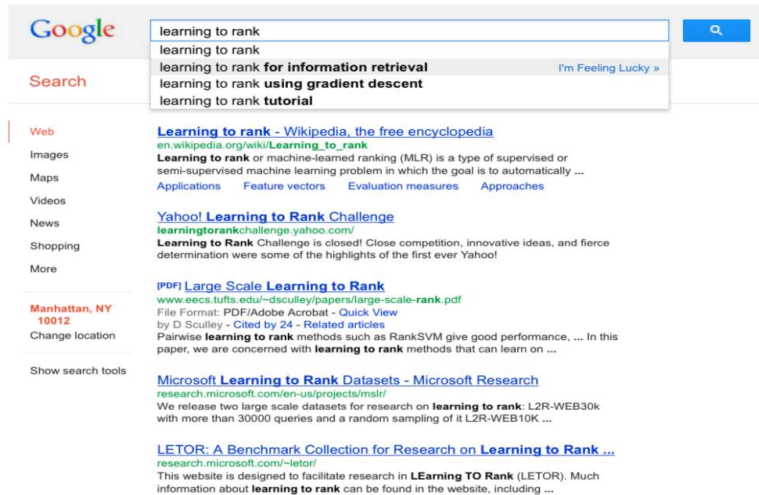 Google
learning to rank
learning to rank
learning to rank for information retrieval I'm Feeling Lucky »
learning to rank using gradient descent
learning to rank tutorial
Search
Web
Images
Maps
Videos
News
Shopping
More
Manhattan, NY
10012
Change location
Show search tools
Learning to rank - Wikipedia, the free encyclopedia
en.wikipedia.org/wiki/Learning_to_rank
Learning to rank or machine-learned ranking (MLR) is a type of supervised or
semi-supervised machine learning problem in which the goal is to automatically ...
Applications Feature vectors Evaluation measures Approaches
Yahoo! Learning to Rank Challenge
learningtorankchallenge.yahoo.com/
Learning to Rank Challenge is closed! Close competition, innovative ideas, and fierce
determination were some of the highlights of the first ever Yahoo!
[PDF] Large Scale Learning to Rank
www.eecs.tufts.edu/~dsculley/papers/large-scale-rank.pdf
File Format: PDF/Adobe Acrobat - Quick View
by D Sculley - Cited by 24 - Related articles
Pairwise learning to rank methods such as RankSVM give good performance, ... In this
paper, we are concerned with learning to rank methods that can learn on ...
Microsoft Learning to Rank Datasets - Microsoft Research
research.microsoft.com/en-us/projects/mslr/
We release two large scale datasets for research on learning to rank: L2R-WEB30k
with more than 30000 queries and a random sampling of it L2R-WEB10K ...
LETOR: A Benchmark Collection for Research on Learning to Rank ...
research.microsoft.com/~letor/
This website is designed to facilitate research in LEarning TO Rank (LETOR). Much
information about learning to rank can be found in the website, including ...